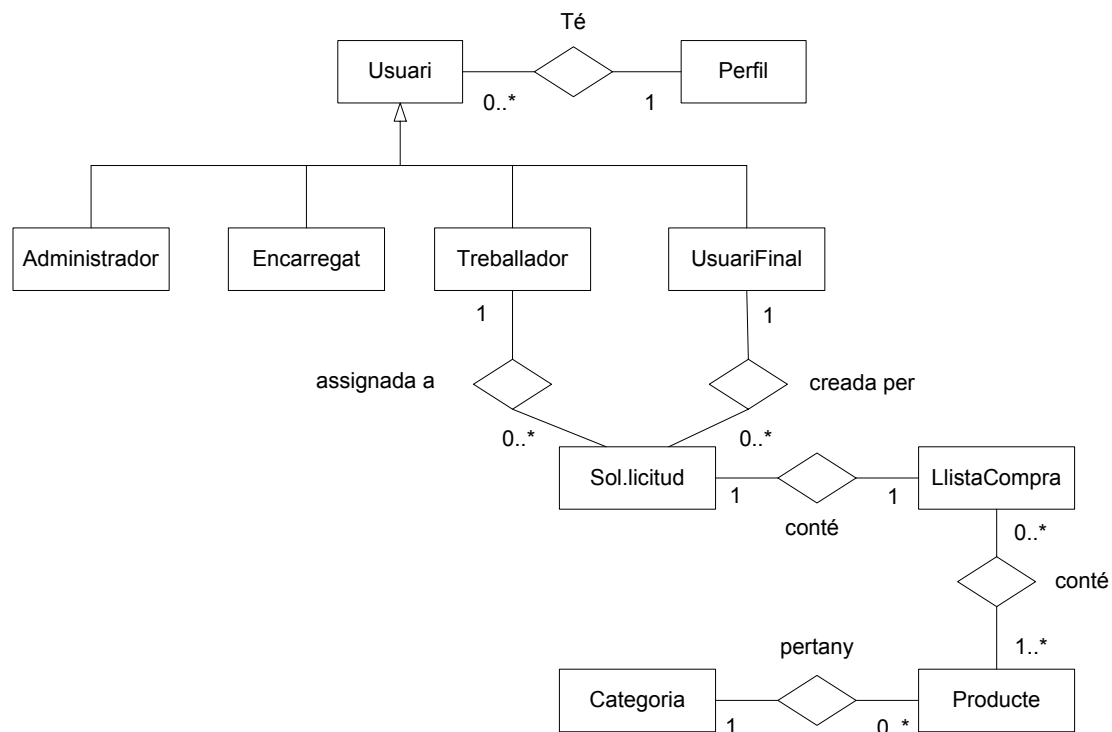 Té
Usuari
Perfil
0..*
1
Administrador
Encarregat
Treballador
UsuariFinal
1
1
assignada a
creada per
0..*
0..*
Sol.licitud
LlistaCompra
1
1
conté
0..*
conté
1..*
pertany
Categoria
Producte
1
0..*